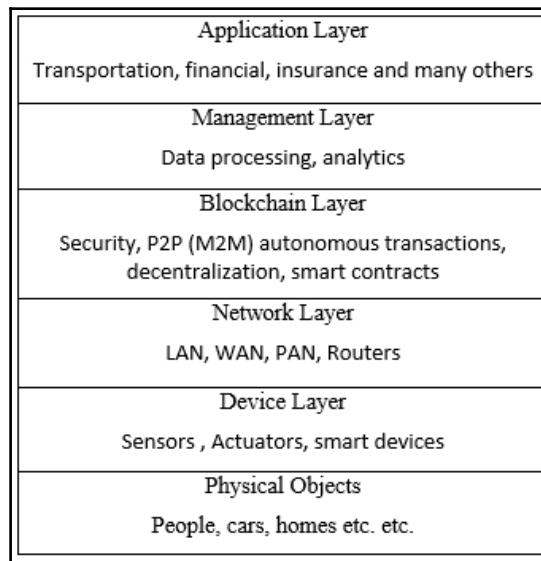 Application Layer
Transportation, financial, insurance and many others
Management Layer
Data processing, analytics
Blockchain Layer
Security, P2P (M2M) autonomous transactions,
decentralization, smart contracts
Network Layer
LAN, WAN, PAN, Routers
Device Layer
Sensors , Actuators, smart devices
Physical Objects
People, cars, homes etc. etc.